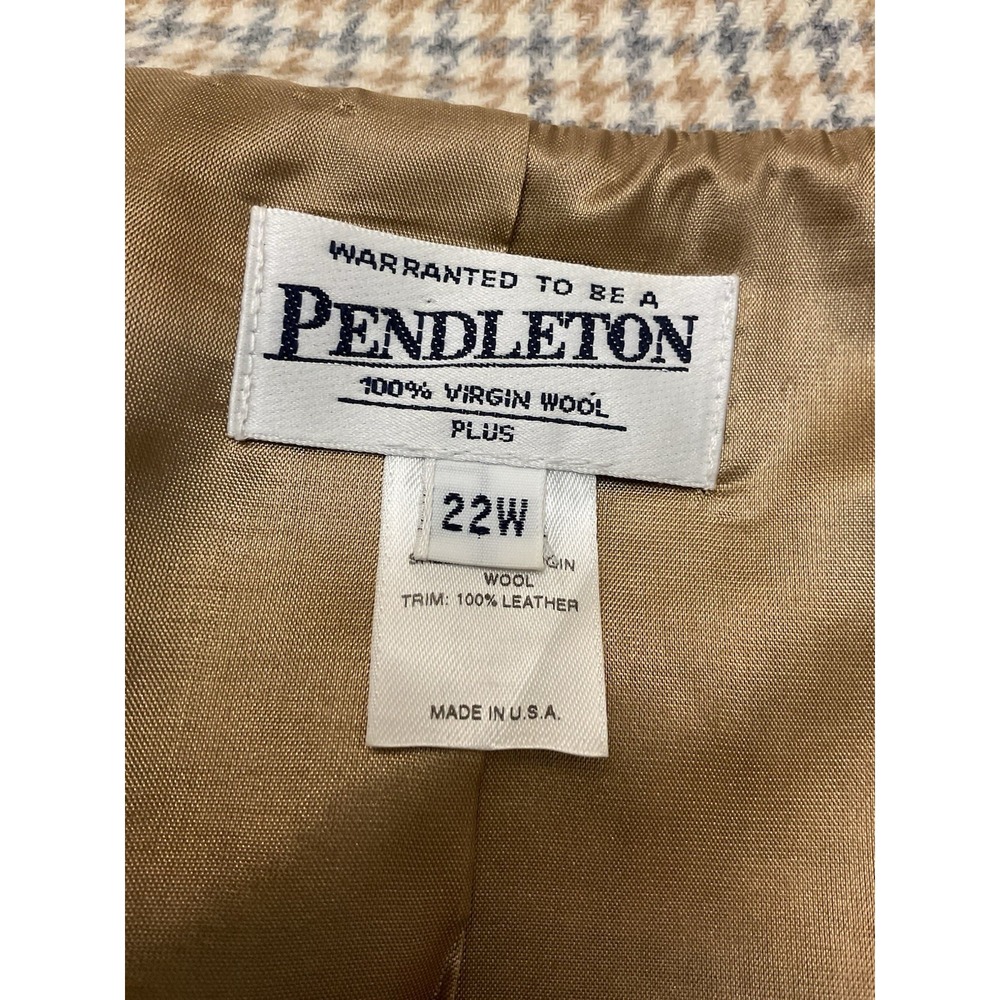 WARRANTED TO BE A
PENDLETON
100% VIRGIN WOOL
PLUS
22W
WOOL
TRIM: 100% LEATHER
MADE IN U.S.A.